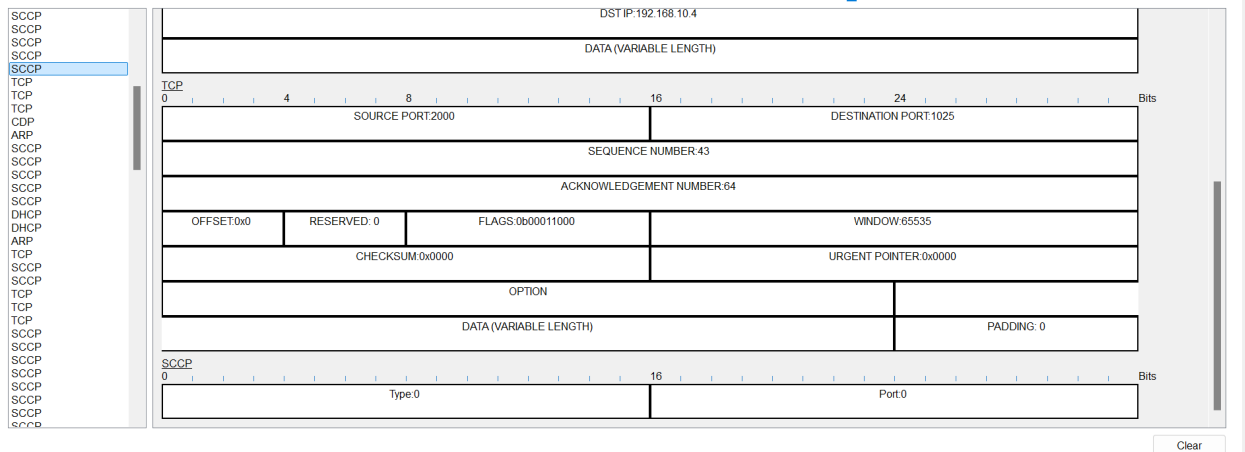 SCCP
SCCP
SCCP
SCCP
SCCP
TCP
TCP
TCP
CDP
ARP
SCCP
SCCP
SCCP
SCCP
SCCP
DHCP
DHCP
ARP
TCP
SCCP
SCCP
TCP
TCP
TCP
SCCP
SCCP
SCCP
SCCP
SCCP
SCCP
SCCP
SCCP
DST IP:192.168.10.4
DATA (VARIABLE LENGTH)
TCP
0 4 8 16 24 Bits
SOURCE PORT:2000 DESTINATION PORT:1025
SEQUENCE NUMBER:43
ACKNOWLEDGEMENT NUMBER:64
OFFSET:0x0 RESERVED: 0 FLAGS:0b00011000 WINDOW:65535
CHECKSUM:0x0000 URGENT POINTER:0x0000
OPTION
DATA (VARIABLE LENGTH) PADDING: 0
SCCP
0 16 Bits
Type:0 Port:0
Clear